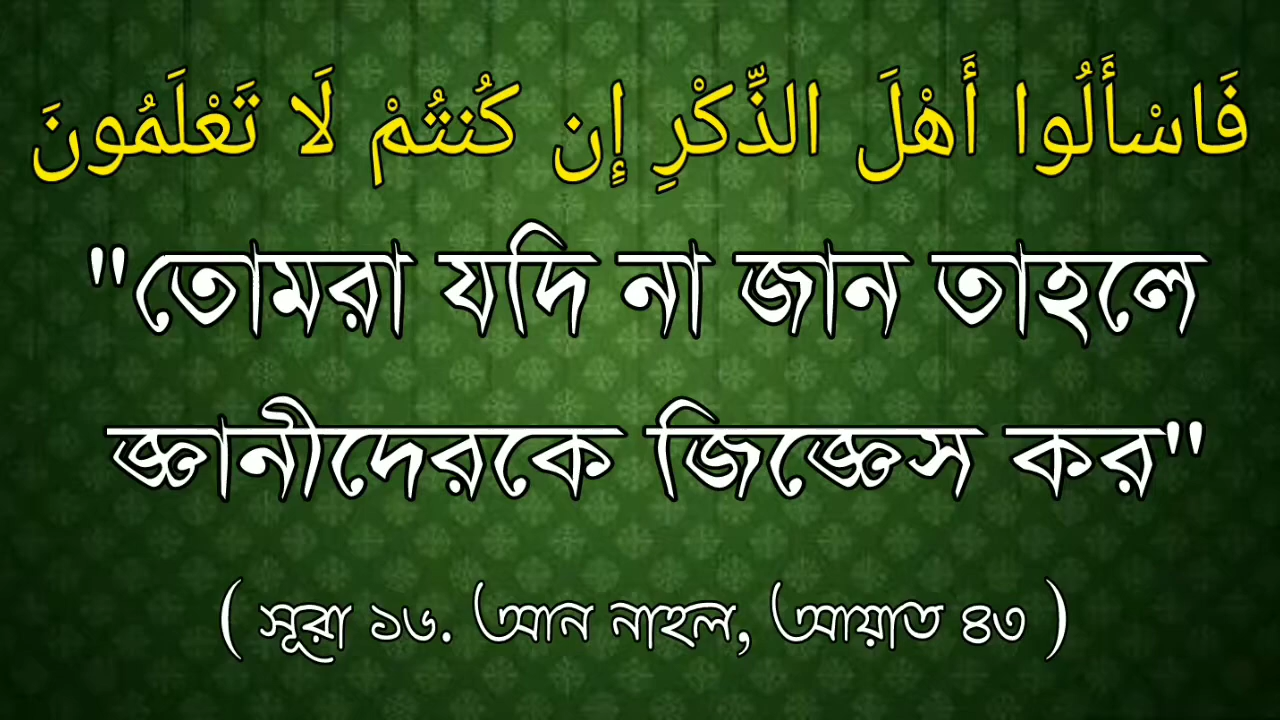 فَاسْأَلُوا أَهْلَ الذِّكْرِ إِن كُنتُمْ لَا تَعْلَمُونَ
"তোমরা যদি না জান তাহলে
জ্ঞানীদেরকে জিজ্ঞেস কর"
( সূরা ১৬. আন নাহল, আয়াত ৪৩ )